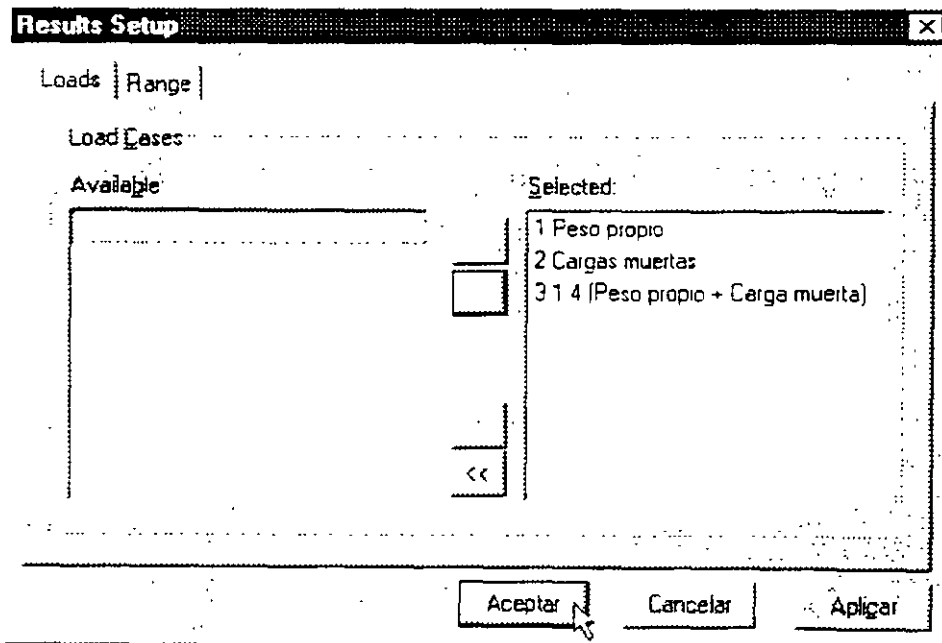 Results Setup
Loads Range
Load Cases
Available
Selected:
1 Peso propio
2 Cargas muertas
3 1 4 (Peso propio + Carga muerta)
<<
Aceptar Cancelar Aplicar